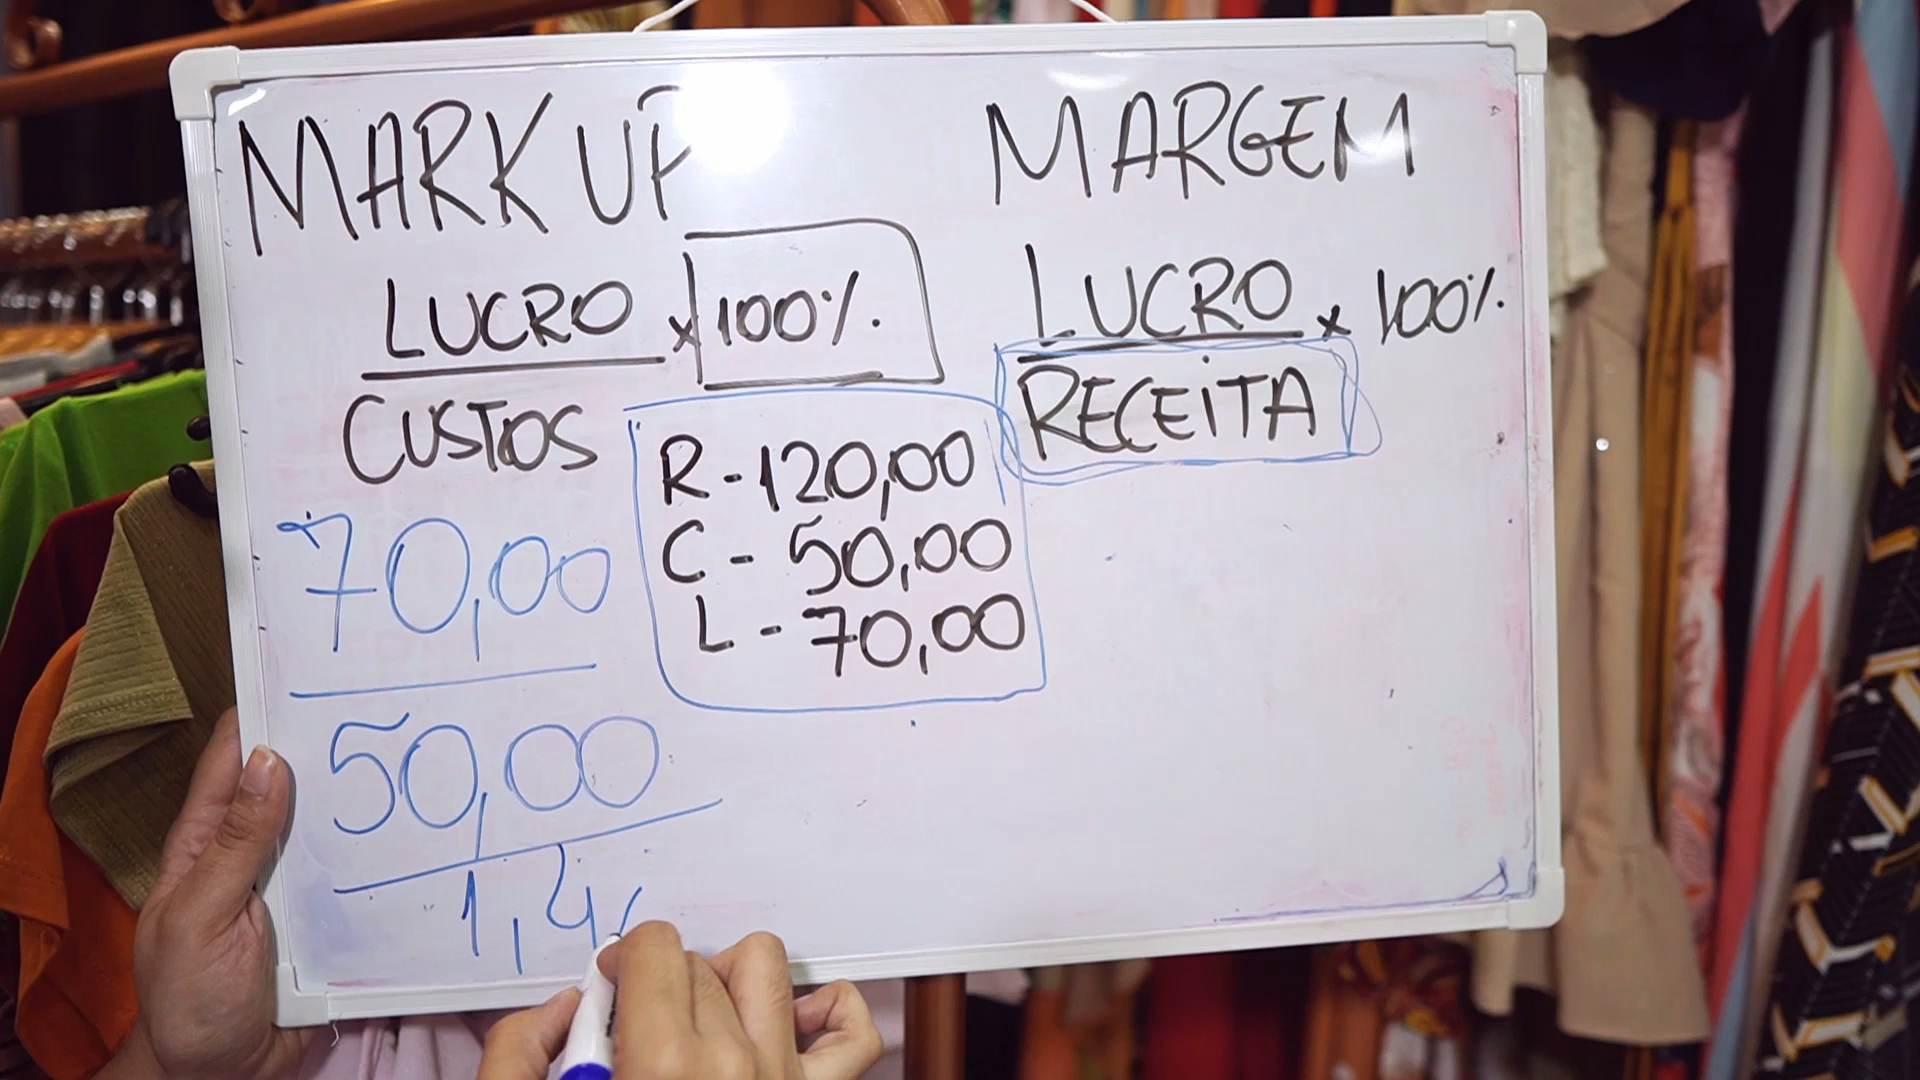 MARK UP
LUCRO x 100%
CUSTOS
70,00
50,00
1,4
R - 120,00
C - 50,00
L - 70,00
MARGEM
LUCRO x 100%
RECEITA